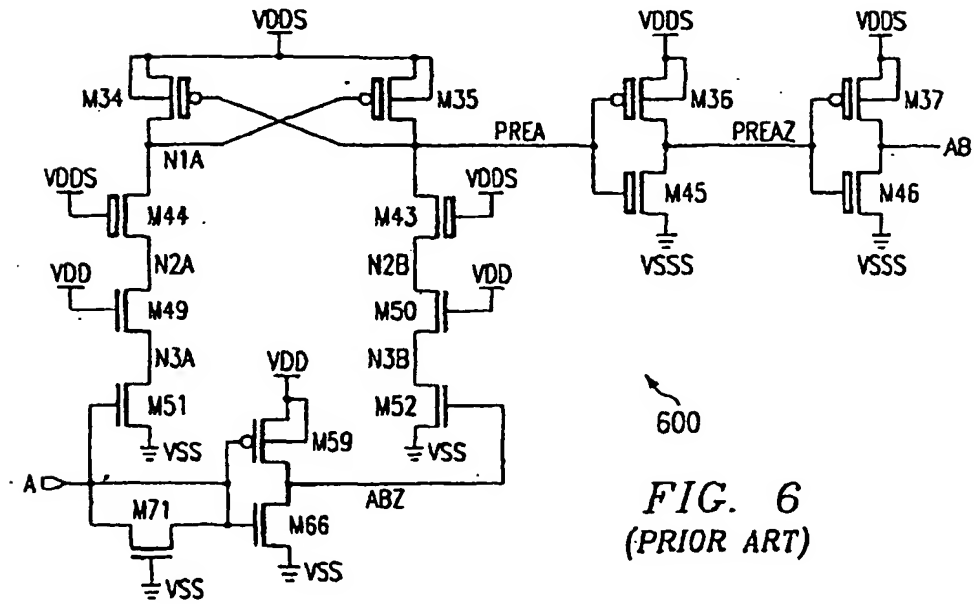 VDDS
VDDS
VDDS
M34
M35
M36
M37
PREA
PREAZ
AB
N1A
VDDS
VDDS
M44
M43
M45
M46
N2A
N2B
VSSS
VSSS
VDD
VDD
M49
M50
N3A
N3B
VDD
M51
M52
600
VSS
M59
VSS
A
M71
ABZ
M66
FIG. 6
(PRIOR ART)
VSS
VSS